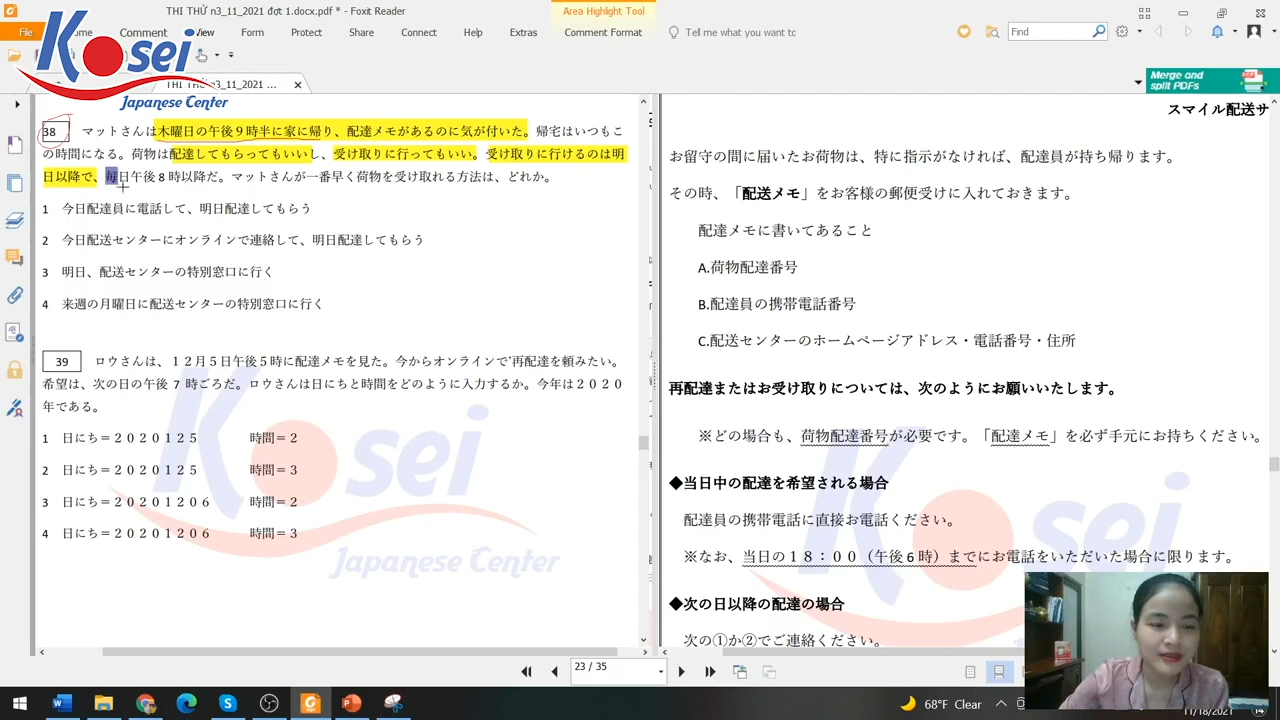 THI THỬ n3_11_2021 đợt 1.docx.pdf * - Foxit Reader
Area Highlight Tool
File
Comment
View
Form
Protect
Share
Connect
Help
Extras
Comment Format
Tell me what you want to
Find
Kosei
Japanese Center
THI THỬ n3_11_2021 ...
Merge and
split PDFs
38 マットさんは木曜日の午後９時半に家に帰り、配達メモがあるのに気が付いた。帰宅はいつもこ
の時間になる。荷物は配達してもらってもいいし、受け取りに行ってもいい。受け取りに行けるのは明
日以降で、毎日午後８時以降だ。マットさんが一番早く荷物を受け取れる方法は、どれか。
1 今日配達員に電話して、明日配達してもらう
2 今日配送センターにオンラインで連絡して、明日配達してもらう
3 明日、配送センターの特別窓口に行く
4 来週の月曜日に配送センターの特別窓口に行く
39 ロウさんは、１２月５日午後５時に配達メモを見た。今からオンラインで再配達を頼みたい。
希望は、次の日の午後 7 時ごろだ。ロウさんは日にちと時間をどのように入力するか。今年は２０２０
年である。
1 日にち＝２０２０１２５ 時間＝２
2 日にち＝２０２０１２５ 時間＝３
3 日にち＝２０２０１２０６ 時間＝２
4 日にち＝２０２０１２０６ 時間＝３
Kosei
Japanese Center
スマイル配送サ
お留守の間に届いたお荷物は、特に指示がなければ、配達員が持ち帰ります。
その時、「配送メモ」をお客様の郵便受けに入れておきます。
配達メモに書いてあること
A.荷物配達番号
B.配達員の携帯電話番号
C.配送センターのホームページアドレス・電話番号・住所
再配達またはお受け取りについては、次のようにお願いいたします。
※どの場合も、荷物配達番号が必要です。「配達メモ」を必ず手元にお持ちください。
◆当日中の配達を希望される場合
配達員の携帯電話に直接お電話ください。
※なお、当日の１８：００（午後６時）までにお電話をいただいた場合に限ります。
◆次の日以降の配達の場合
次の①か②でご連絡ください。
23 / 35
68°F Clear
11/18/2021